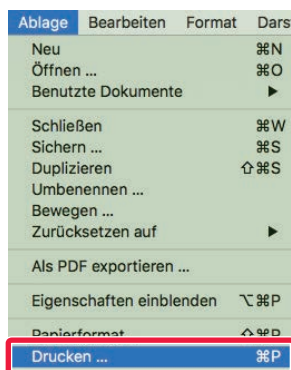 Ablage Bearbeiten Format Dars
Neu ⌘N
Öffnen ... ⌘O
Benutzte Dokumente ▶
Schließen ⌘W
Sichern ... ⌘S
Duplizieren ⇧⌘S
Umbenennen ...
Bewegen ...
Zurücksetzen auf ▶
Als PDF exportieren ...
Eigenschaften einblenden ⌥⌘P
Papierformat ⇧⌘P
Drucken ... ⌘P